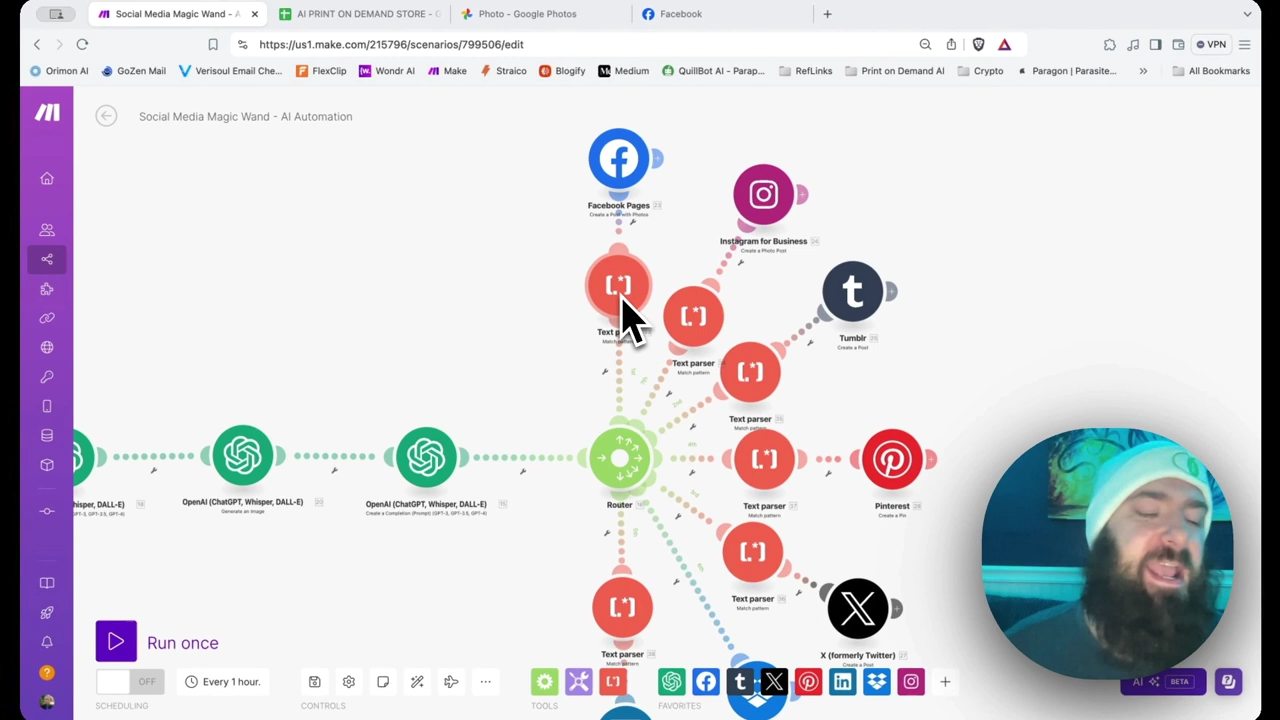 Social Media Magic Wand - A
AI PRINT ON DEMAND STORE - G
Photo - Google Photos
Facebook
https://us1.make.com/215796/scenarios/799506/edit
VPN
Orimon AI
GoZen Mail
Verisoul Email Che...
FlexClip
Wondr AI
Make
Straico
Blogify
Medium
QuillBot AI - Parap...
RefLinks
Print on Demand AI
Crypto
Paragon | Parasite...
All Bookmarks
Social Media Magic Wand - AI Automation
Facebook Pages
Create a Post with Photos
Instagram for Business
Create a Photo Post
Text p
Text parser
Match pattern
Tumblr
Create a Post
Text parser
Match pattern
OpenAI (ChatGPT, Whisper, DALL-E)
Generate an Image
OpenAI (ChatGPT, Whisper, DALL-E)
Create a Completion (Prompt) (GPT-3, GPT-3.5, GPT-4)
hisper, DALL-E)
Router
Text parser
Match pattern
Pinterest
Create a Pin
Text parser
Match pattern
Text parser
Match pattern
X (formerly Twitter)
Create a Post
Run once
OFF
Every 1 hour.
SCHEDULING
CONTROLS
TOOLS
FAVORITES
AI
BETA